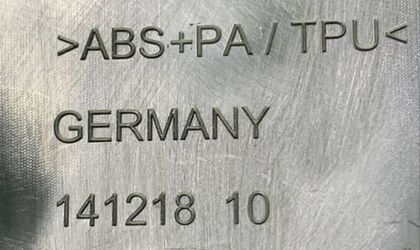 >ABS+PA / TPU<
GERMANY
141218 10